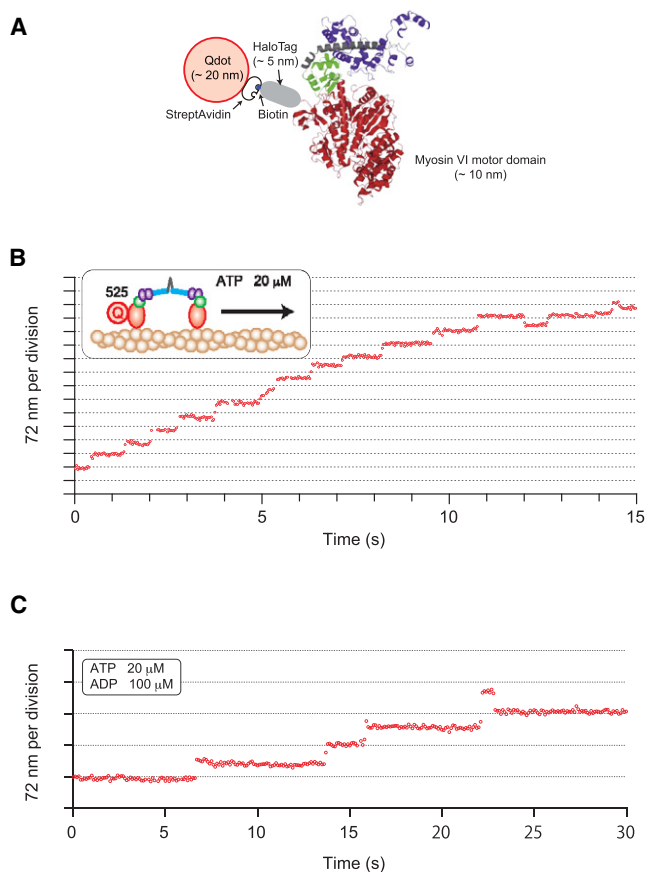 A
Qdot
(~ 20 nm)
HaloTag
(~ 5 nm)
StreptAvidin
Biotin
Myosin VI motor domain
(~ 10 nm)
B
525
Q
ATP 20 μM
72 nm per division
0
5
10
15
Time (s)
C
ATP 20 μM
ADP 100 μM
72 nm per division
0
5
10
15
20
25
30
Time (s)